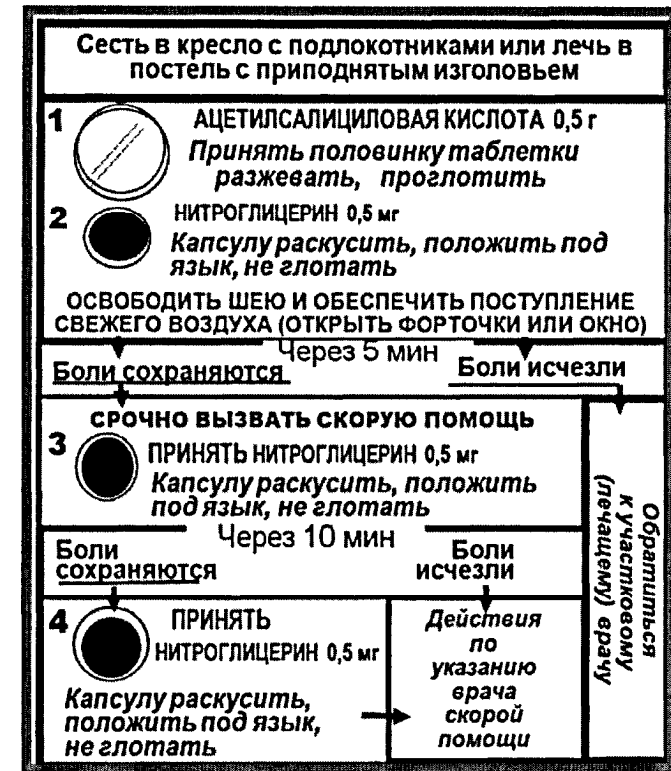 Сесть в кресло с подлокотниками или лечь в
постель с приподнятым изголовьем
1
АЦЕТИЛСАЛИЦИЛОВАЯ КИСЛОТА 0,5 г
Принять половинку таблетки
разжевать, проглотить
2
НИТРОГЛИЦЕРИН 0,5 мг
Капсулу раскусить, положить под
язык, не глотать
ОСВОБОДИТЬ ШЕЮ И ОБЕСПЕЧИТЬ ПОСТУПЛЕНИЕ
СВЕЖЕГО ВОЗДУХА (ОТКРЫТЬ ФОРТОЧКИ ИЛИ ОКНО)
Через 5 мин
Боли сохраняются
Боли исчезли
СРОЧНО ВЫЗВАТЬ СКОРУЮ ПОМОЩЬ
3
ПРИНЯТЬ НИТРОГЛИЦЕРИН 0,5 мг
Капсулу раскусить, положить
под язык, не глотать
Через 10 мин
Боли
сохраняются
Боли
исчезли
4
ПРИНЯТЬ
НИТРОГЛИЦЕРИН 0,5 мг
Капсулу раскусить,
положить под язык,
не глотать
Действия
по
указанию
врача
скорой
помощи
Обратиться
к участковому
(лечащему) врачу